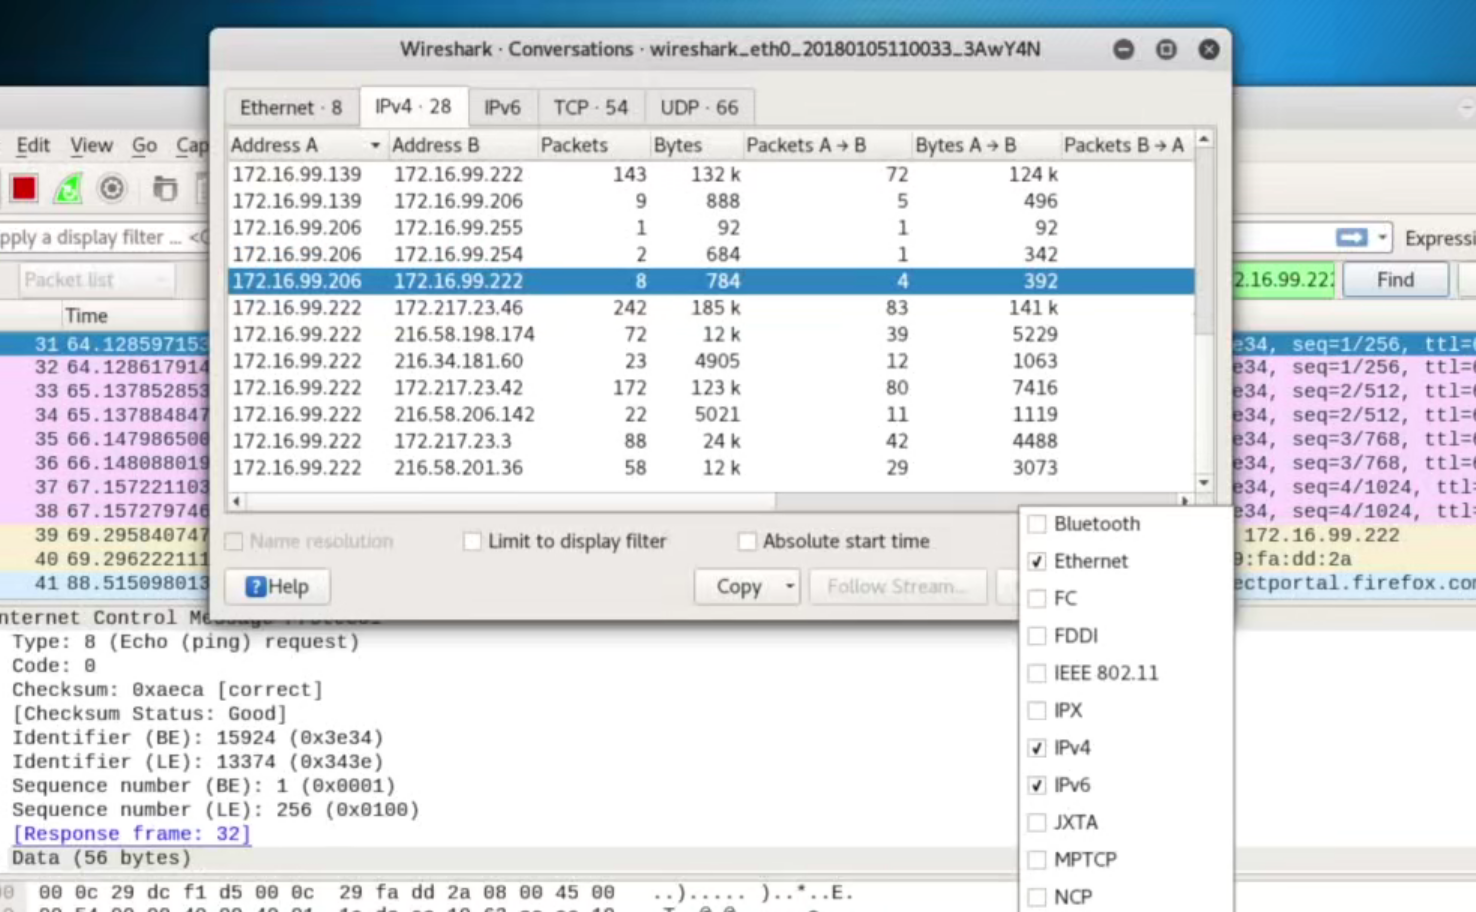 Wireshark · Conversations · wireshark_eth0_20180105110033_3AwY4N
Ethernet · 8 IPv4 · 28 IPv6 TCP · 54 UDP · 66
Edit View Go Cap
Address A Address B Packets Bytes Packets A → B Bytes A → B Packets B → A
172.16.99.139 172.16.99.222 143 132 k 72 124 k
172.16.99.139 172.16.99.206 9 888 5 496
172.16.99.206 172.16.99.255 1 92 1 92
172.16.99.206 172.16.99.254 2 684 1 342
172.16.99.206 172.16.99.222 8 784 4 392
172.16.99.222 172.217.23.46 242 185 k 83 141 k
172.16.99.222 216.58.198.174 72 12 k 39 5229
172.16.99.222 216.34.181.60 23 4905 12 1063
172.16.99.222 172.217.23.42 172 123 k 80 7416
172.16.99.222 216.58.206.142 22 5021 11 1119
172.16.99.222 172.217.23.3 88 24 k 42 4488
172.16.99.222 216.58.201.36 58 12 k 29 3073
Name resolution Limit to display filter Absolute start time
Help Copy Follow Stream...
Bluetooth
Ethernet
FC
FDDI
IEEE 802.11
IPX
IPv4
IPv6
JXTA
MPTCP
NCP
pply a display filter ... <C
Expressi
Packet list
2.16.99.222 Find
Time
31 64.128597153 e34, seq=1/256, ttl=6
32 64.128617914 e34, seq=1/256, ttl=6
33 65.137852853 e34, seq=2/512, ttl=6
34 65.137884847 e34, seq=2/512, ttl=6
35 66.147986500 e34, seq=3/768, ttl=6
36 66.148088019 e34, seq=3/768, ttl=6
37 67.157221103 e34, seq=4/1024, ttl=
38 67.157279746 e34, seq=4/1024, ttl=
39 69.295840747 172.16.99.222
40 69.296222111 9:fa:dd:2a
41 88.515098013 ectportal.firefox.com
nternet Control Message Protocol
Type: 8 (Echo (ping) request)
Code: 0
Checksum: 0xaeca [correct]
[Checksum Status: Good]
Identifier (BE): 15924 (0x3e34)
Identifier (LE): 13374 (0x343e)
Sequence number (BE): 1 (0x0001)
Sequence number (LE): 256 (0x0100)
[Response frame: 32]
Data (56 bytes)
00 0c 29 dc f1 d5 00 0c 29 fa dd 2a 08 00 45 00 ..)..... )..*..E.